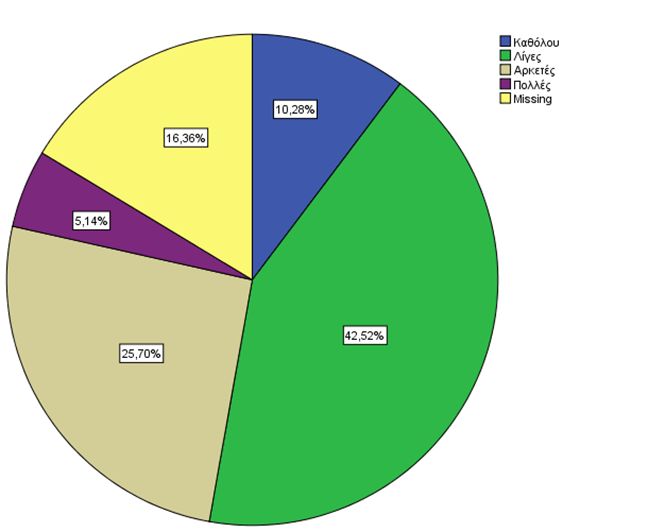 Καθόλου
Λίγες
Αρκετές
Πολλές
Missing
10,28%
16,36%
5,14%
42,52%
25,70%